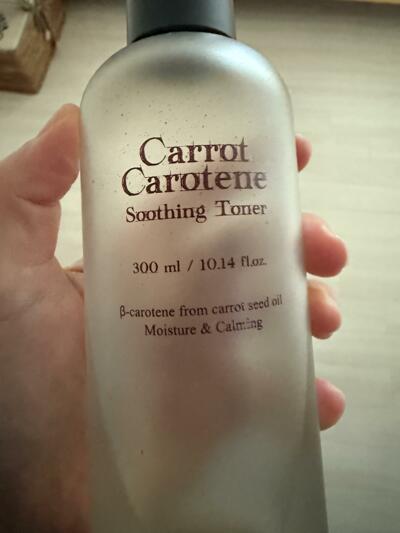 Carrot
Carotene
Soothing Toner
300 ml / 10.14 fl.oz.
β-carotene from carrot seed oil
Moisture & Calming